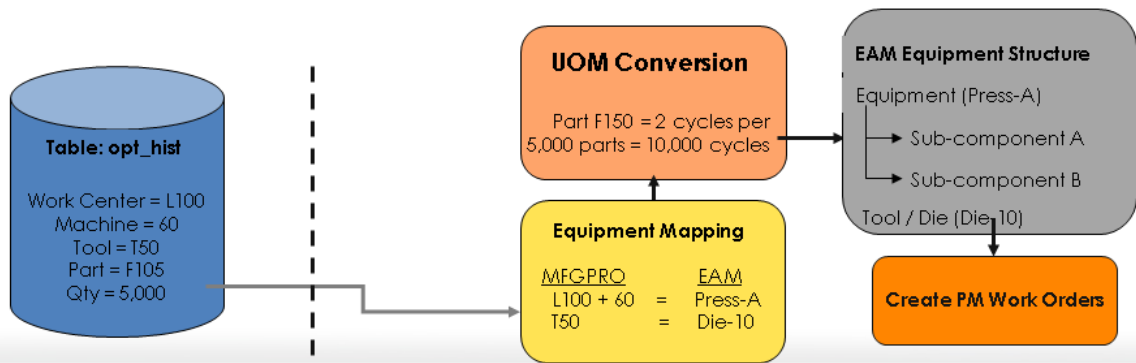 Table: opt_hist
Work Center = L100
Machine = 60
Tool = T50
Part = F105
Qty = 5,000
Equipment Mapping
MFGPRO EAM
L100 + 60 = Press-A
T50 = Die-10
UOM Conversion
Part F150 = 2 cycles per
5,000 parts = 10,000 cycles
EAM Equipment Structure
Equipment (Press-A)
Sub-component A
Sub-component B
Tool / Die (Die-10)
Create PM Work Orders